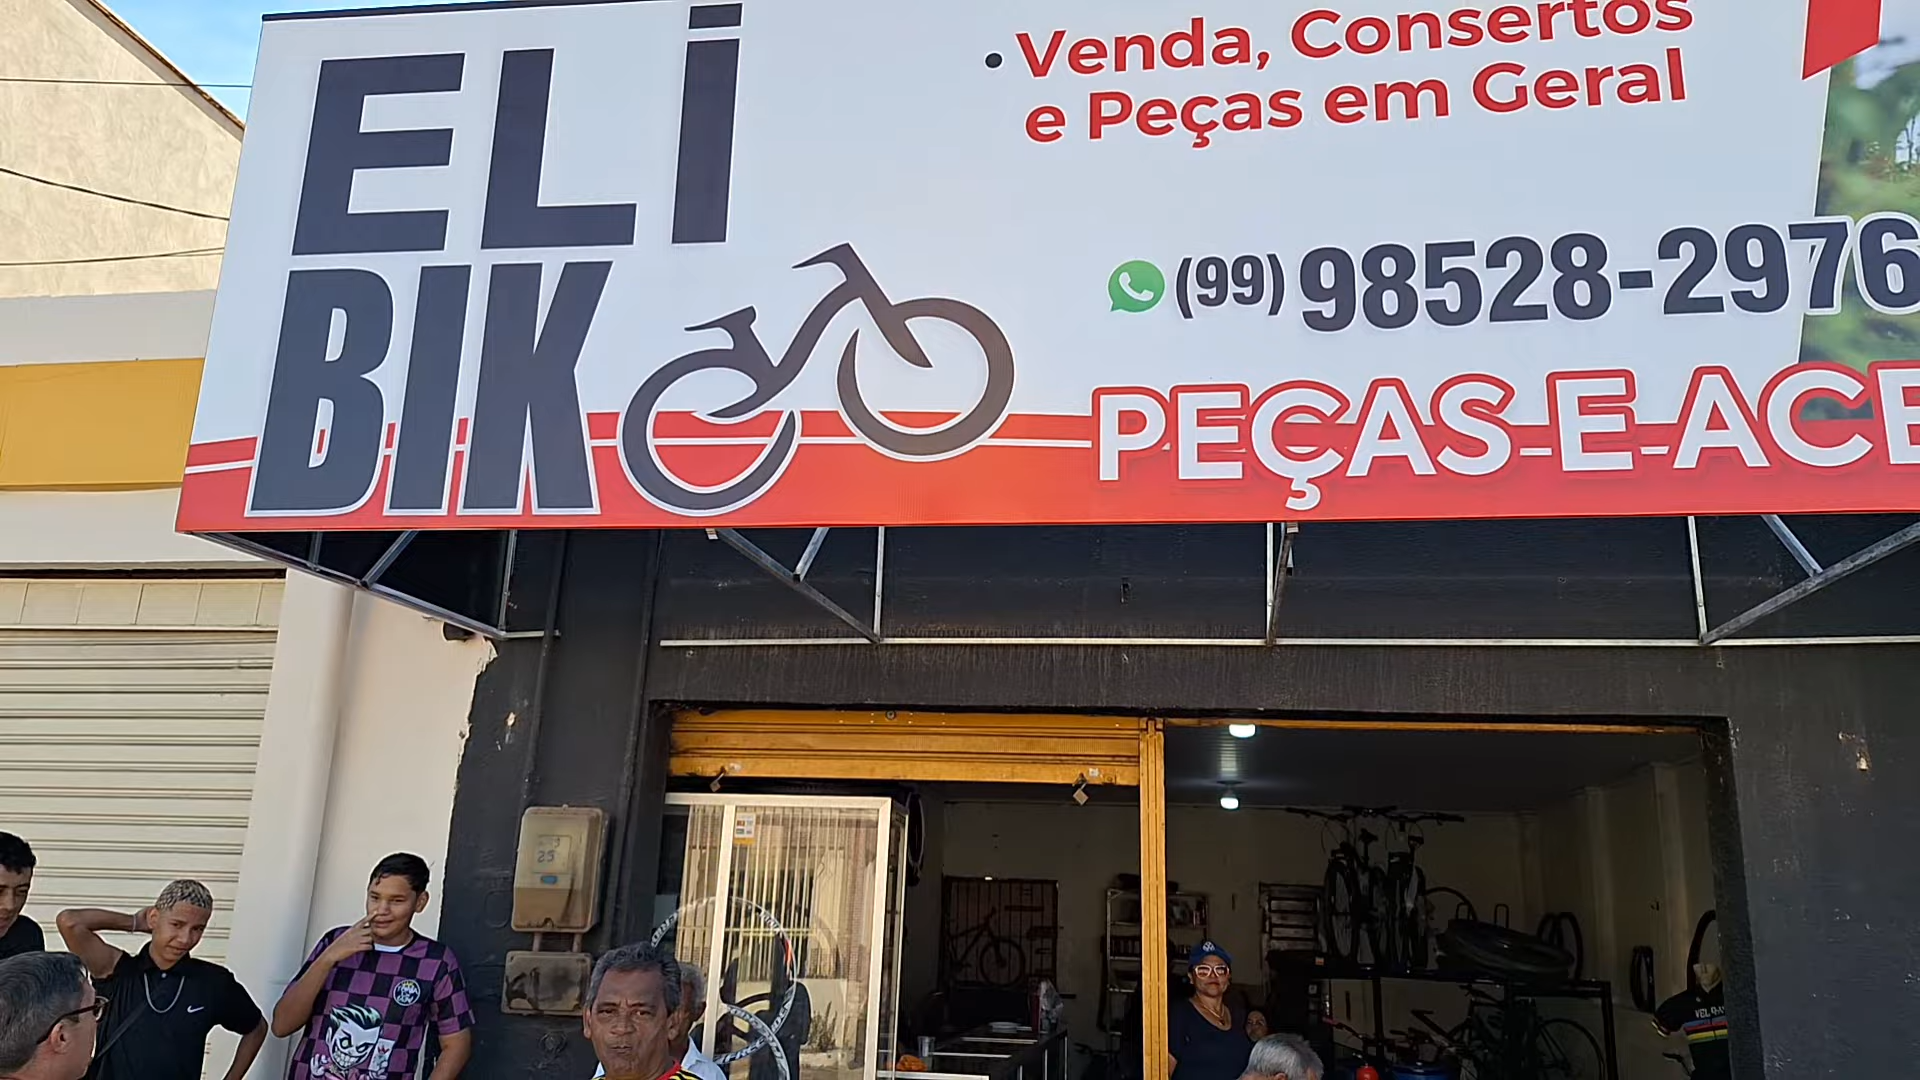 ELi
BIK
• Venda, Consertos
e Peças em Geral
(99) 98528-2976
PEÇAS E ACE
25